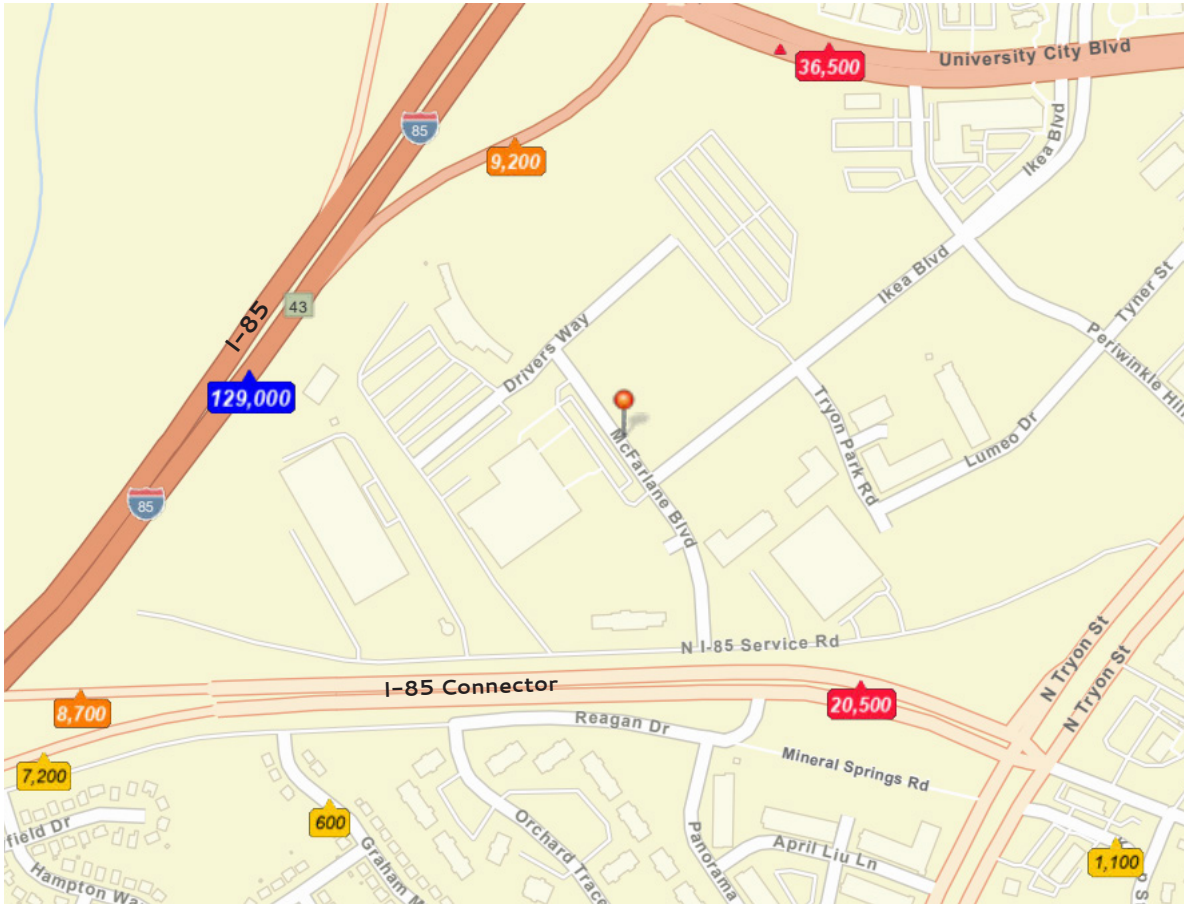 36,500
University City Blvd
85
9,200
Ikea Blvd
Ikea Blvd
Tyner St
43
I-85
Drivers Way
Periwinkle Hill
129,000
Tryon Park Rd
Lumeo Dr
McFarlane Blvd
85
N I-85 Service Rd
N Tryon St
N Tryon St
I-85 Connector
8,700
20,500
Reagan Dr
Mineral Springs Rd
7,200
600
field Dr
Orchard Trace
Graham M
Panorama
April Liu Ln
1,100
Hampton Wa